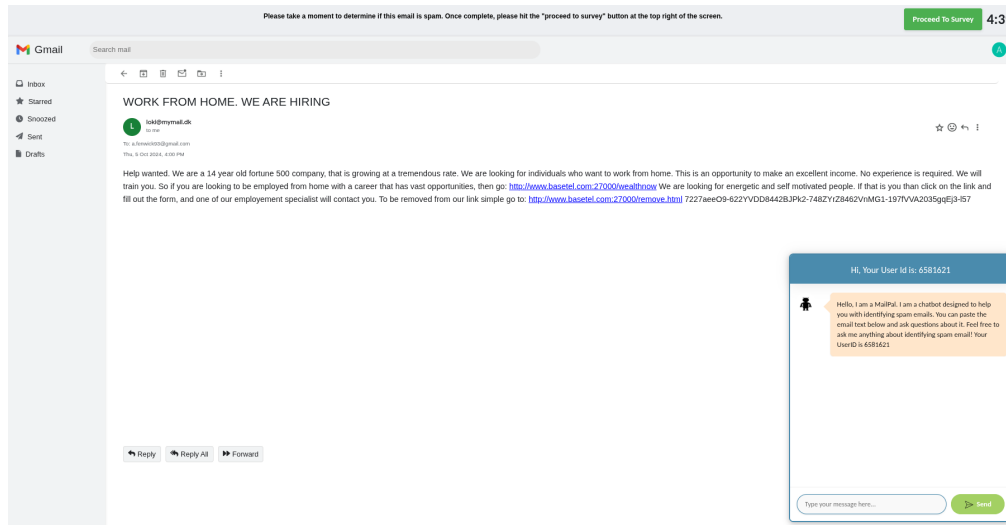 Please take a moment to determine if this email is spam. Once complete, please hit the "proceed to survey" button at the top right of the screen.
Proceed To Survey
4:3
Gmail
Search mail
A
Inbox
Starred
Snoozed
Sent
Drafts
WORK FROM HOME. WE ARE HIRING
L
loki@mymail.dk
to me
To: a.fenwick65@gmail.com
Thu, 5 Oct 2024, 4:00 PM
Help wanted. We are a 14 year old fortune 500 company, that is growing at a tremendous rate. We are looking for individuals who want to work from home. This is an opportunity to make an excellent income. No experience is required. We will
train you. So if you are looking to be employed from home with a career that has vast opportunities, then go: http://www.basetel.com:27000/wealthnow We are looking for energetic and self motivated people. If that is you than click on the link and
fill out the form, and one of our employement specialist will contact you. To be removed from our link simple go to: http://www.basetel.com:27000/remove.html 7227aeeO9-622YVDD8442BJPk2-748ZYrZ8462VnMG1-197fVVA2035gqEj3-l57
Reply
Reply All
Forward
Hi, Your User Id is: 6581621
Hello, I am a MailPal. I am a chatbot designed to help
you with identifying spam emails. You can paste the
email text below and ask questions about it. Feel free to
ask me anything about identifying spam email! Your
UserID is 6581621
Type your message here...
Send